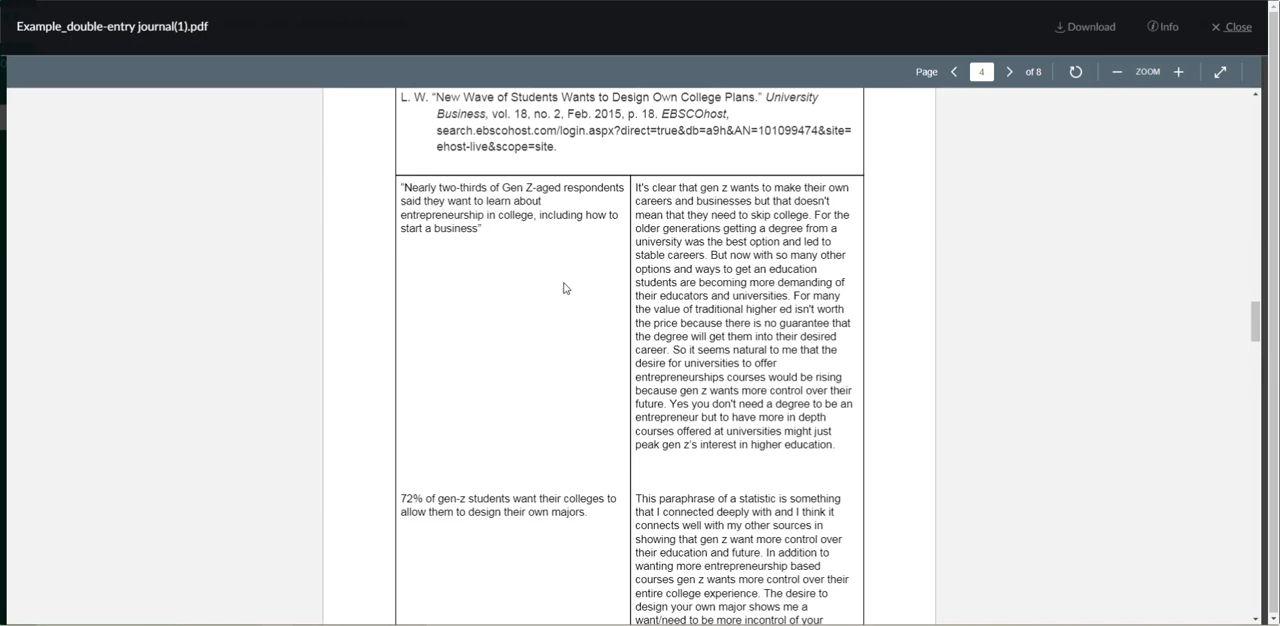 Example_double-entry journal(1).pdf
Download
Info
Close
Page
4
of 8
ZOOM
L. W. “New Wave of Students Wants to Design Own College Plans.” University
Business, vol. 18, no. 2, Feb. 2015, p. 18. EBSCOhost,
search.ebscohost.com/login.aspx?direct=true&db=a9h&AN=101099474&site=
ehost-live&scope=site.
“Nearly two-thirds of Gen Z-aged respondents
said they want to learn about
entrepreneurship in college, including how to
start a business”
It's clear that gen z wants to make their own
careers and businesses but that doesn't
mean that they need to skip college. For the
older generations getting a degree from a
university was the best option and led to
stable careers. But now with so many other
options and ways to get an education
students are becoming more demanding of
their educators and universities. For many
the value of traditional higher ed isn't worth
the price because there is no guarantee that
the degree will get them into their desired
career. So it seems natural to me that the
desire for universities to offer
entrepreneurships courses would be rising
because gen z wants more control over their
future. Yes you don't need a degree to be an
entrepreneur but to have more in depth
courses offered at universities might just
peak gen z's interest in higher education.
72% of gen-z students want their colleges to
allow them to design their own majors.
This paraphrase of a statistic is something
that I connected deeply with and I think it
connects well with my other sources in
showing that gen z want more control over
their education and future. In addition to
wanting more entrepreneurship based
courses gen z wants more control over their
entire college experience. The desire to
design your own major shows me a
want/need to be more incontrol of your